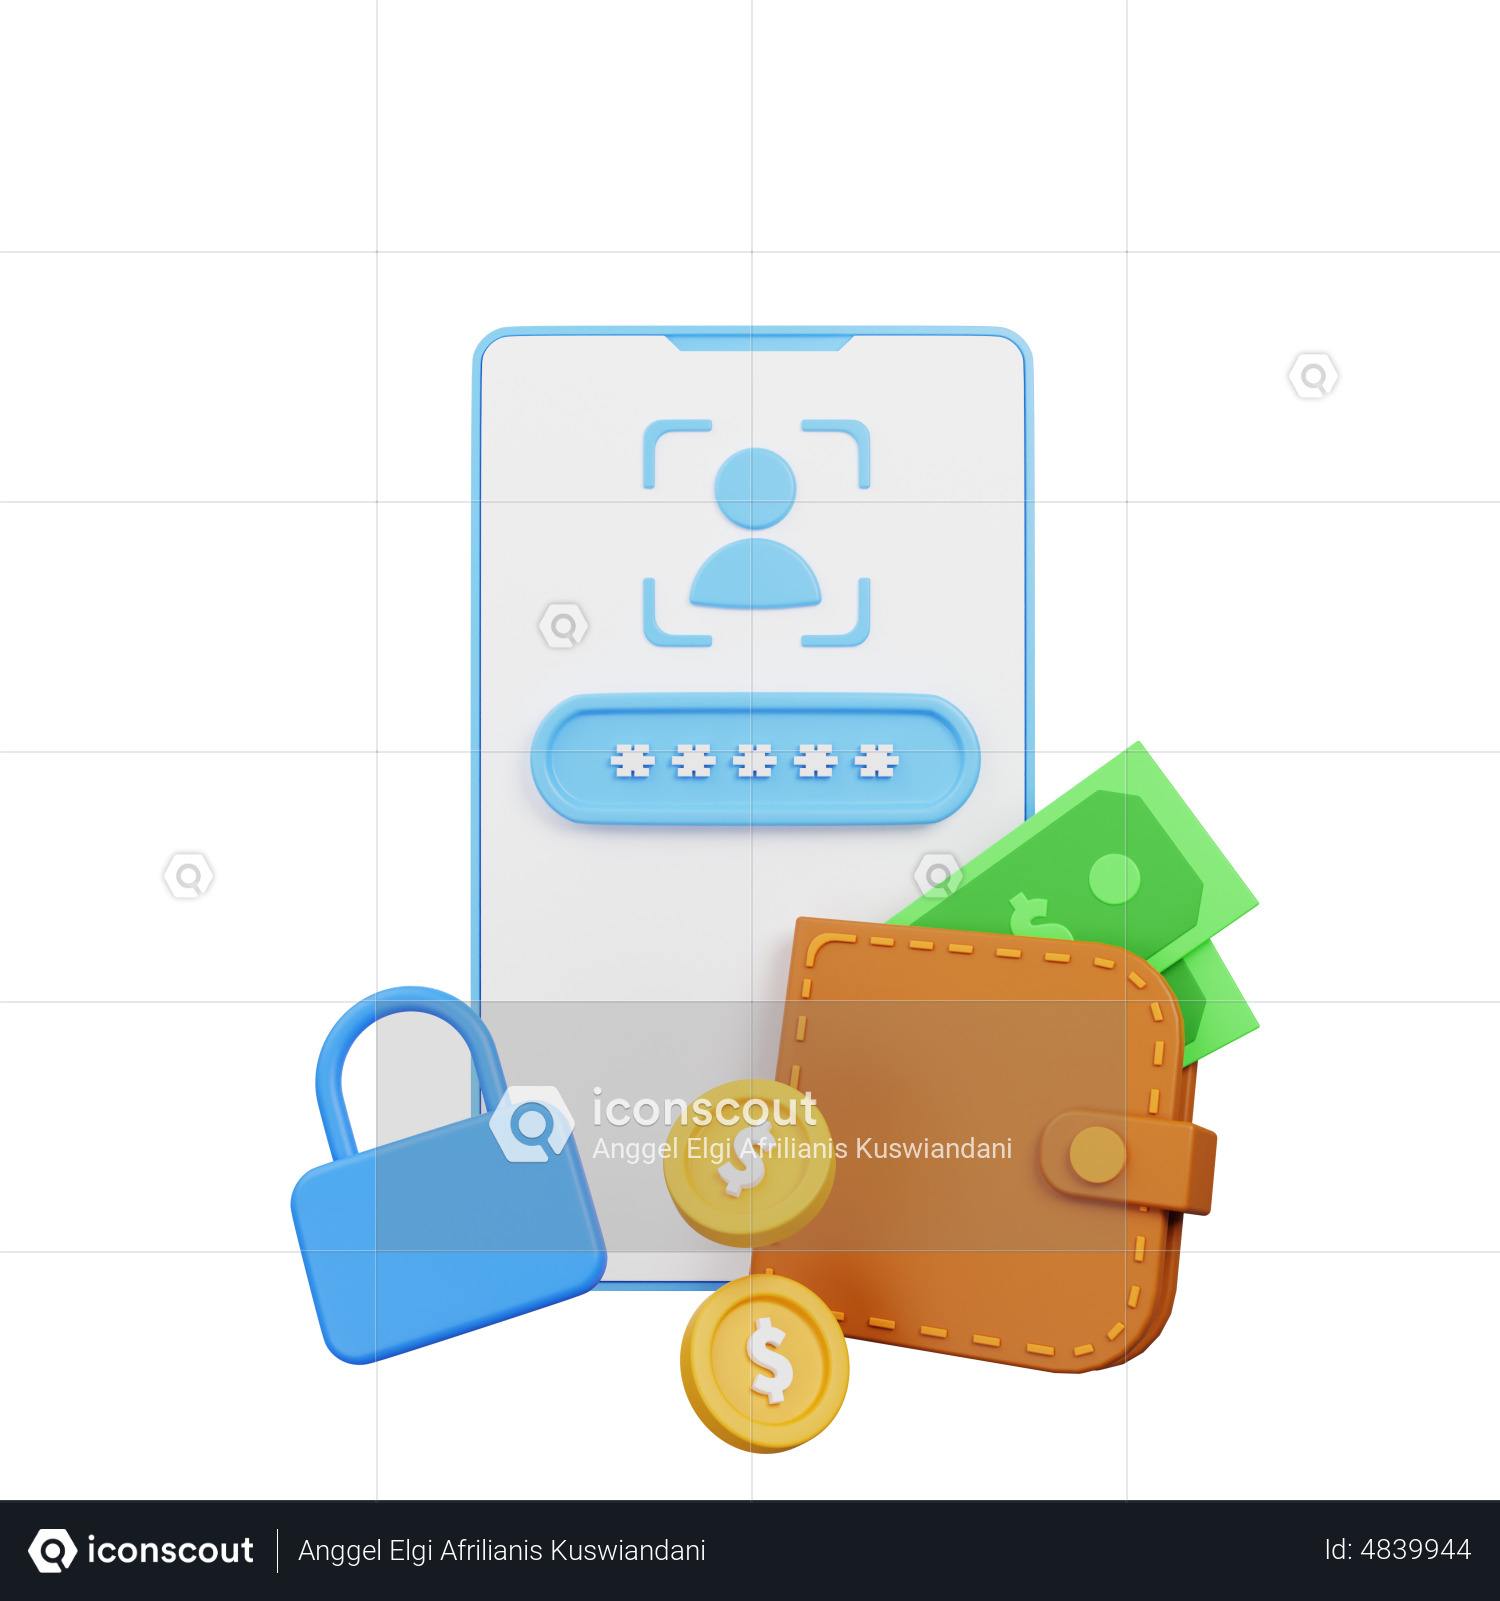 *****
$
iconscout
Anggel Elgi Afrilianis Kuswiandani
$
$
iconscout
Anggel Elgi Afrilianis Kuswiandani
Id: 4839944